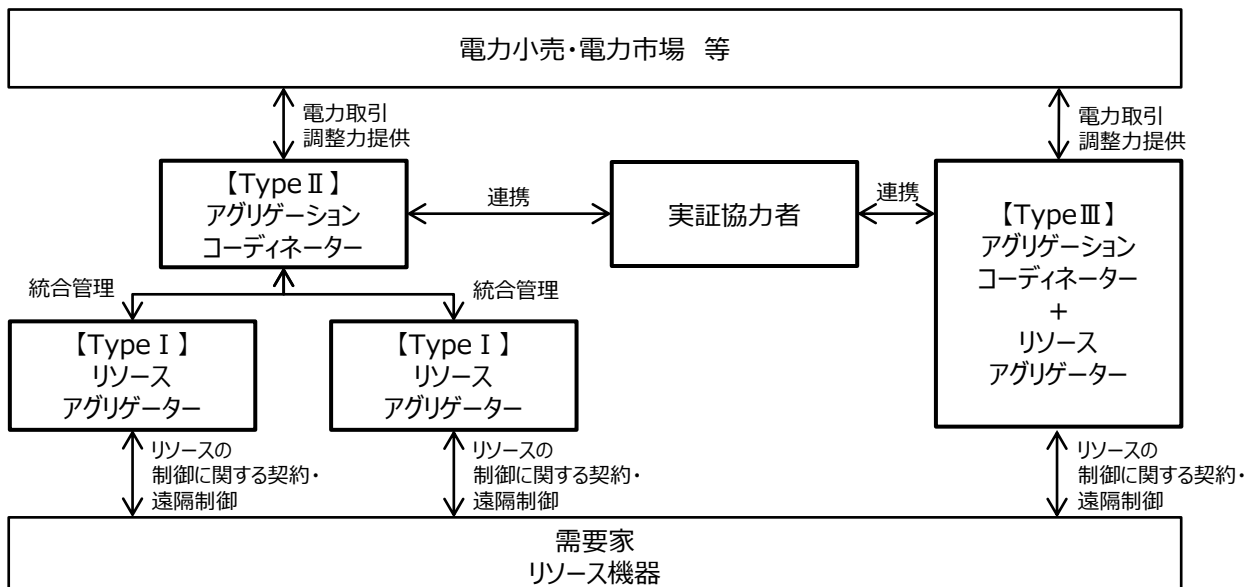 電力小売・電力市場 等
電力取引
調整力提供
電力取引
調整力提供
【TypeⅡ】
アグリゲーション
コーディネーター
連携
実証協力者
連携
【TypeⅢ】
アグリゲーション
コーディネーター
+
リソース
アグリゲーター
統合管理
統合管理
【TypeⅠ】
リソース
アグリゲーター
【TypeⅠ】
リソース
アグリゲーター
リソースの
制御に関する契約・
遠隔制御
リソースの
制御に関する契約・
遠隔制御
リソースの
制御に関する契約・
遠隔制御
需要家
リソース機器